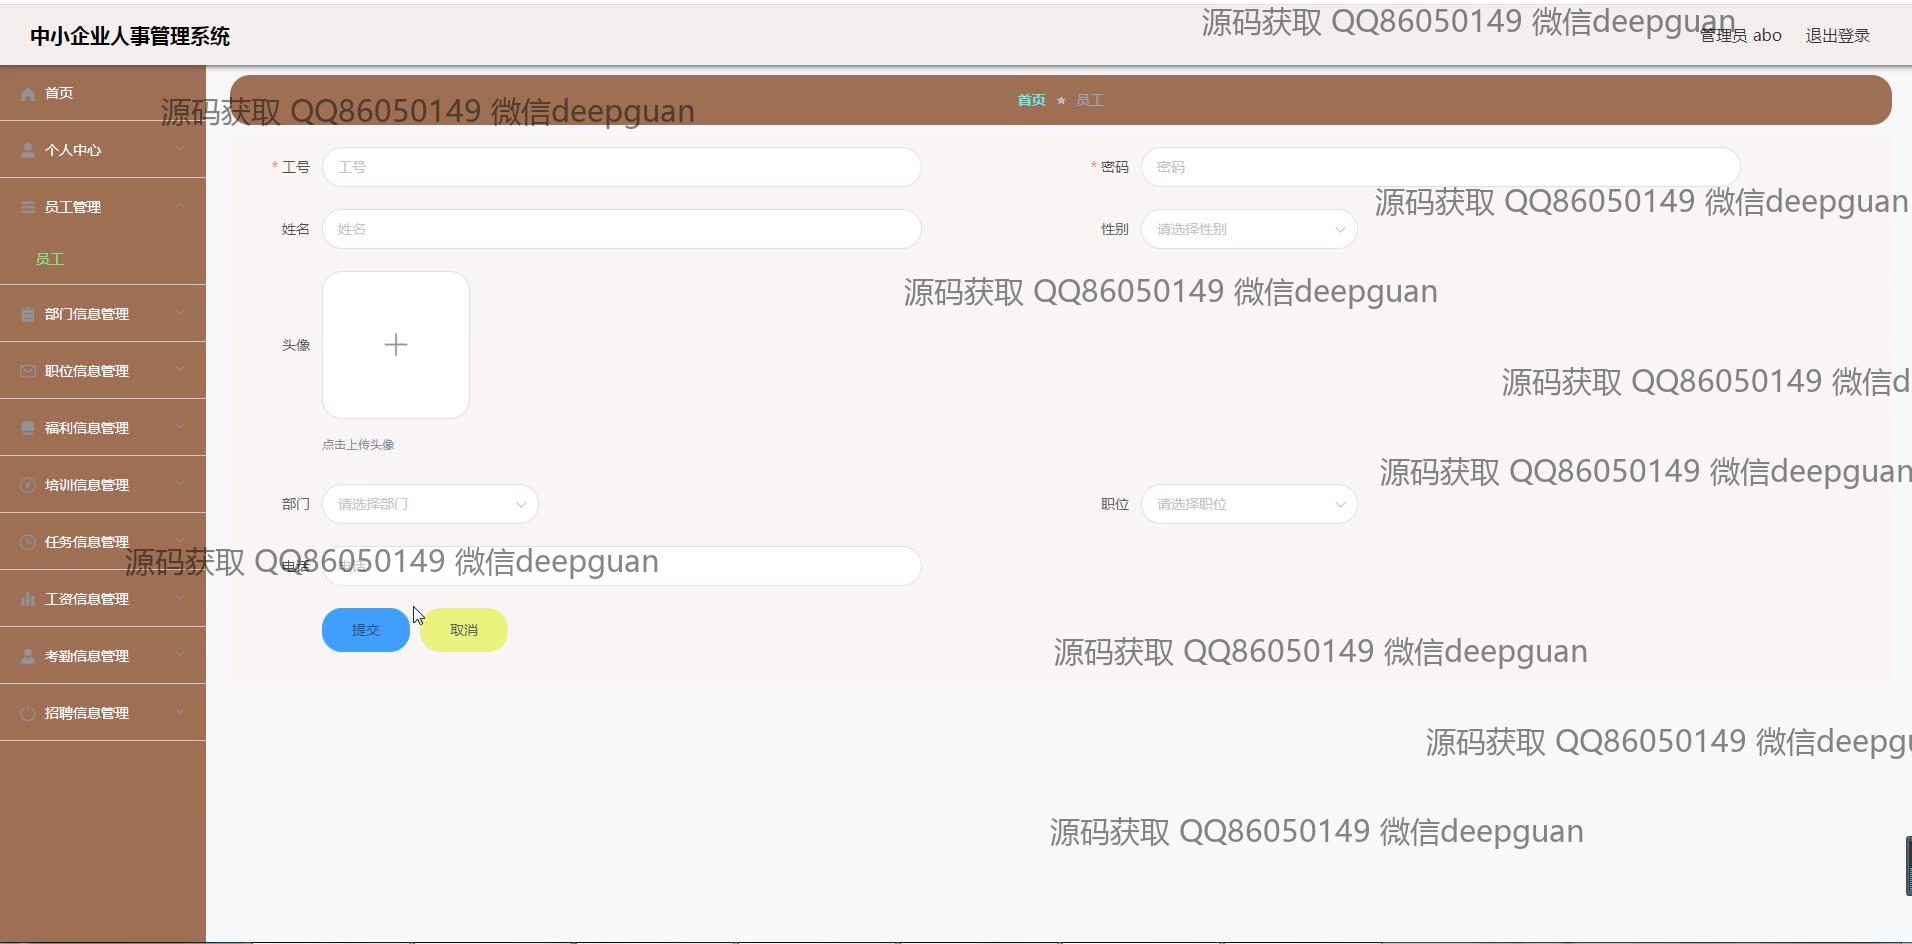 中小企业人事管理系统
源码获取 QQ86050149 微信deepguan
管理员 abo 退出登录
首页
源码获取 QQ86050149 微信deepguan
首页 员工
个人中心
员工管理
员工
部门信息管理
职位信息管理
福利信息管理
培训信息管理
任务信息管理
工资信息管理
考勤信息管理
招聘信息管理
* 工号 工号
* 密码 密码
源码获取 QQ86050149 微信deepguan
姓名 姓名
性别 请选择性别
源码获取 QQ86050149 微信deepguan
头像
源码获取 QQ86050149 微信d
点击上传头像
源码获取 QQ86050149 微信deepguan
部门 请选择部门
职位 请选择职位
源码获取 QQ86050149 微信deepguan
电话
提交 取消
源码获取 QQ86050149 微信deepguan
源码获取 QQ86050149 微信deepgu
源码获取 QQ86050149 微信deepguan